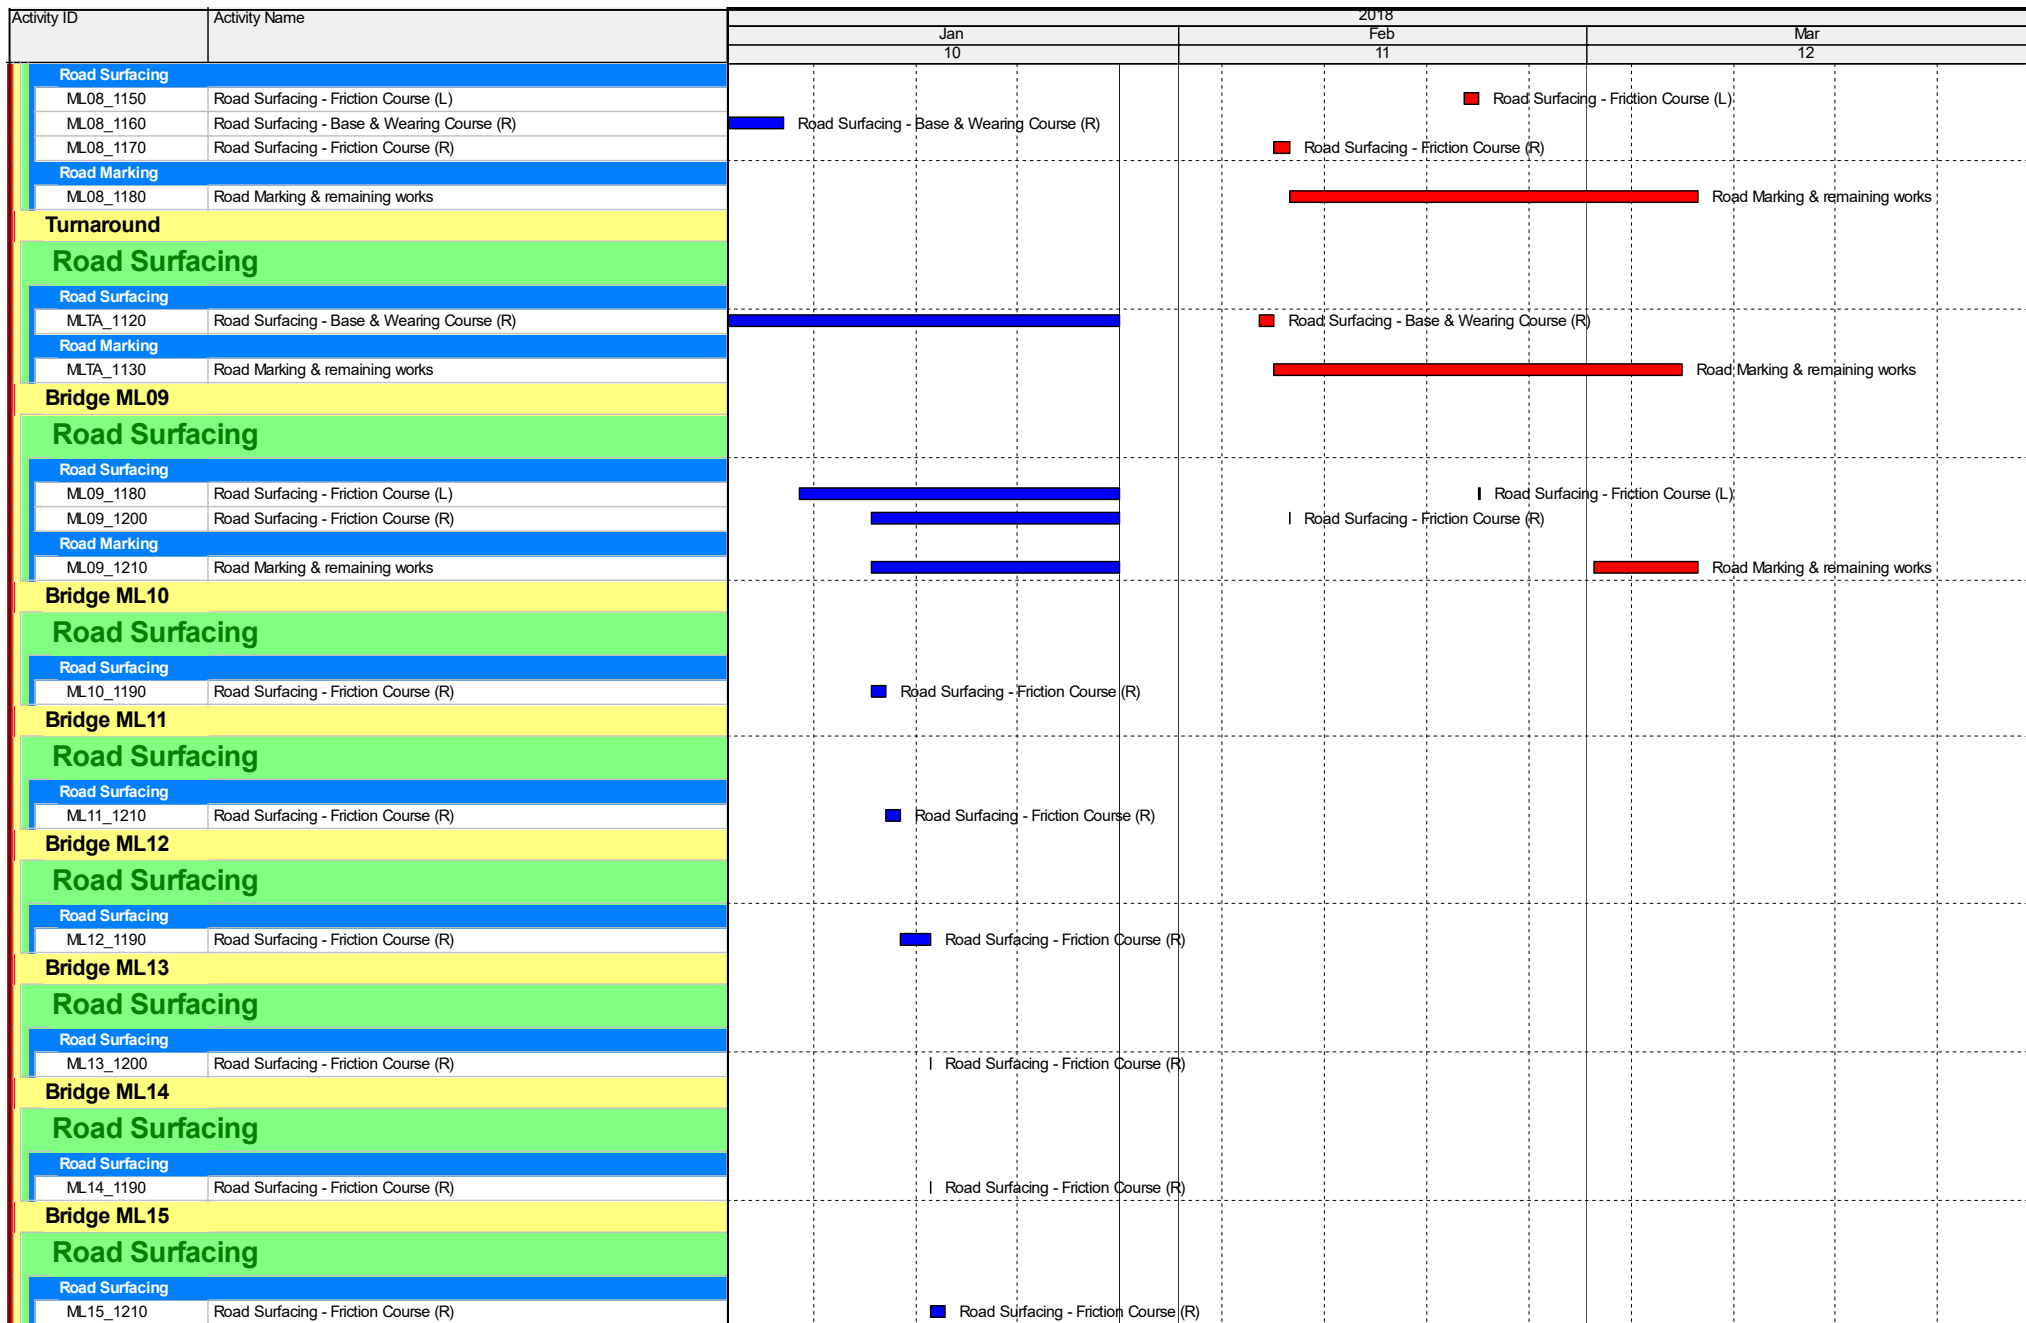 Activity ID Activity Name 2018
Jan Feb Mar
10 11 12
Road Surfacing
ML08_1150 Road Surfacing - Friction Course (L) Road Surfacing - Friction Course (L)
ML08_1160 Road Surfacing - Base & Wearing Course (R) Road Surfacing - Base & Wearing Course (R)
ML08_1170 Road Surfacing - Friction Course (R) Road Surfacing - Friction Course (R)
Road Marking
ML08_1180 Road Marking & remaining works Road Marking & remaining works
Turnaround
Road Surfacing
Road Surfacing
MLTA_1120 Road Surfacing - Base & Wearing Course (R) Road Surfacing - Base & Wearing Course (R)
Road Marking
MLTA_1130 Road Marking & remaining works Road Marking & remaining works
Bridge ML09
Road Surfacing
Road Surfacing
ML09_1180 Road Surfacing - Friction Course (L) Road Surfacing - Friction Course (L)
ML09_1200 Road Surfacing - Friction Course (R) Road Surfacing - Friction Course (R)
Road Marking
ML09_1210 Road Marking & remaining works Road Marking & remaining works
Bridge ML10
Road Surfacing
Road Surfacing
ML10_1190 Road Surfacing - Friction Course (R) Road Surfacing - Friction Course (R)
Bridge ML11
Road Surfacing
Road Surfacing
ML11_1210 Road Surfacing - Friction Course (R) Road Surfacing - Friction Course (R)
Bridge ML12
Road Surfacing
Road Surfacing
ML12_1190 Road Surfacing - Friction Course (R) Road Surfacing - Friction Course (R)
Bridge ML13
Road Surfacing
Road Surfacing
ML13_1200 Road Surfacing - Friction Course (R) Road Surfacing - Friction Course (R)
Bridge ML14
Road Surfacing
Road Surfacing
ML14_1190 Road Surfacing - Friction Course (R) Road Surfacing - Friction Course (R)
Bridge ML15
Road Surfacing
Road Surfacing
ML15_1210 Road Surfacing - Friction Course (R) Road Surfacing - Friction Course (R)